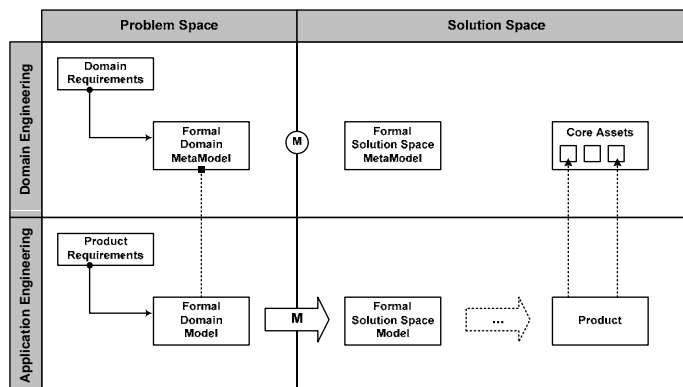 Problem Space
Solution Space
Domain Engineering
Domain
Requirements
Formal
Domain
MetaModel
M
Formal
Solution Space
MetaModel
Core Assets
Application Engineering
Product
Requirements
Formal
Domain
Model
M
Formal
Solution Space
Model
...
Product